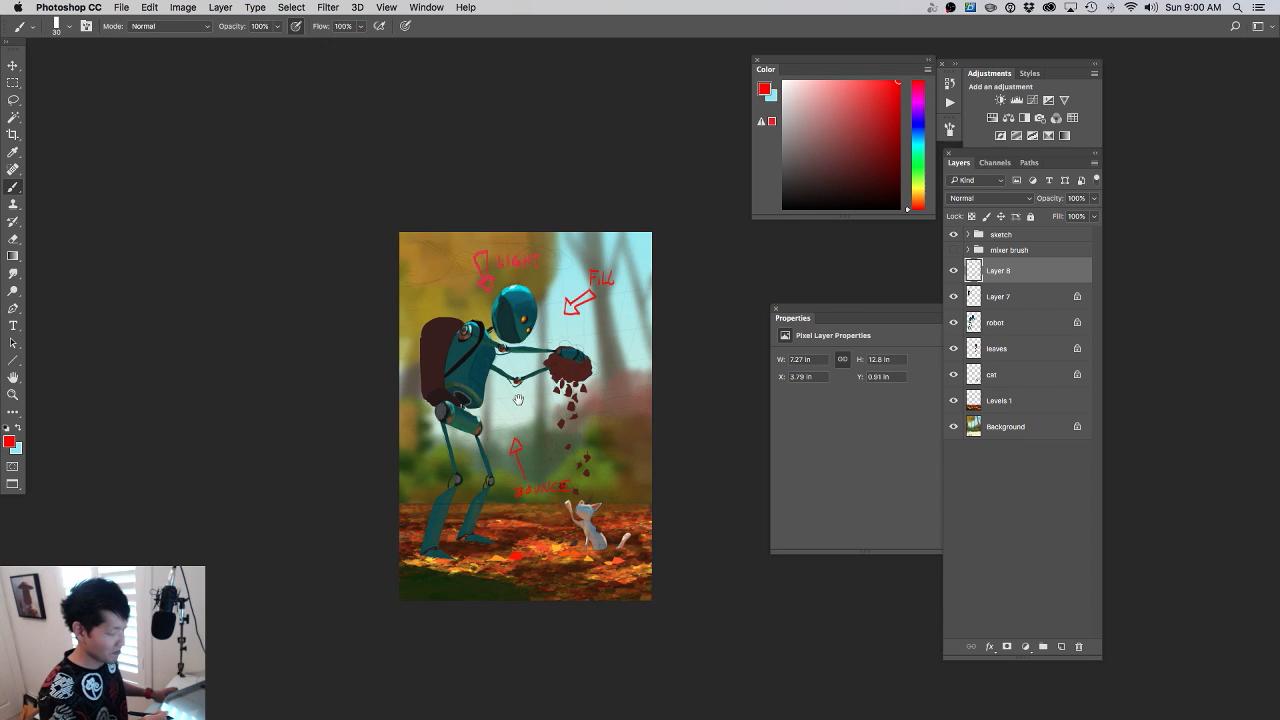 Photoshop CC File Edit Image Layer Type Select Filter 3D View Window Help Sun 9:00 AM
30 Mode: Normal Opacity: 100% Flow: 100%
Color
Adjustments Styles
Add an adjustment
Layers Channels Paths
Kind
Normal Opacity: 100%
Lock: Fill: 100%
sketch
mixer brush
Layer 8
Layer 7
robot
leaves
cat
Levels 1
Background
Properties
Pixel Layer Properties
W: 7.27 in H: 12.8 in
X: 3.79 in Y: 0.91 in
LIGHT
FILL
BOUNCE